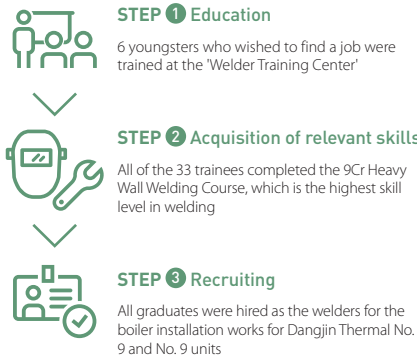 STEP 1 Education
6 youngsters who wished to find a job were
trained at the 'Welder Training Center'
STEP 2 Acquisition of relevant skills
All of the 33 trainees completed the 9Cr Heavy
Wall Welding Course, which is the highest skill
level in welding
STEP 3 Recruiting
All graduates were hired as the welders for the
boiler installation works for Dangjin Thermal No.
9 and No. 9 units